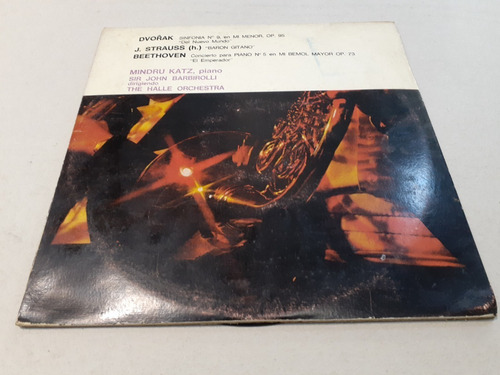 DVOŘAK SINFONIA Nº 9, en MI MENOR, OP. 95
"Del Nuevo Mundo"
J. STRAUSS (h.) "BARON GITANO"
BEETHOVEN Concierto para PIANO Nº 5 en MI BEMOL MAYOR OP. 73
"El Emperador"
MINDRU KATZ, piano
SIR JOHN BARBIROLLI
dirigiendo
THE HALLE ORCHESTRA